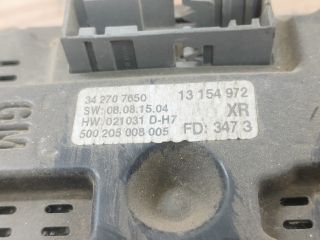 34 270 7650 13 154 972
SW: 08.08.15.04 XR
HW: 021031 D-H7
500 205 008 005 FD: 347 3
GM